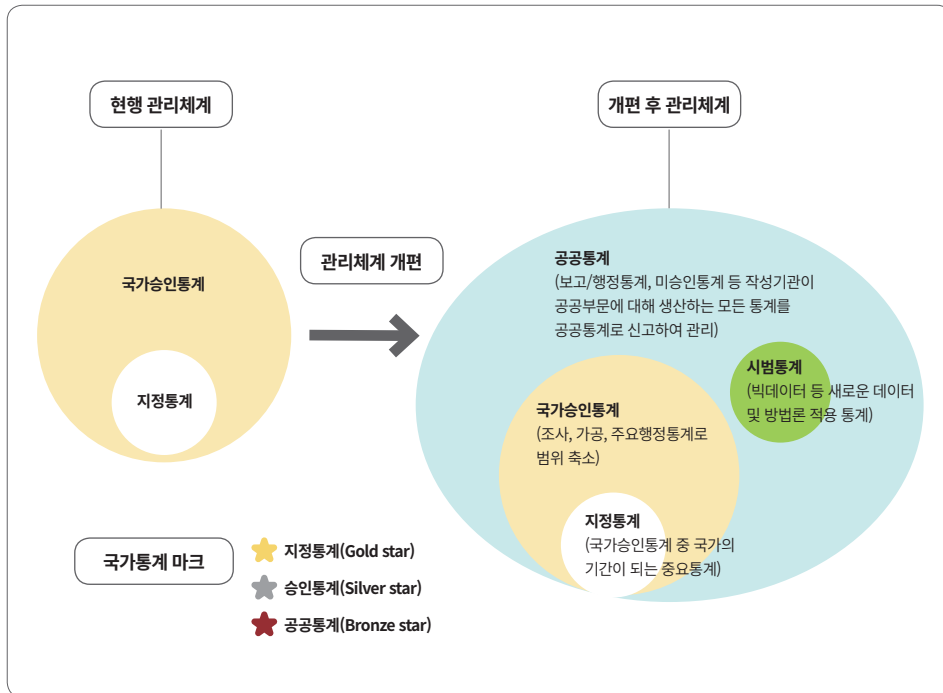 현행 관리체계
개편 후 관리체계
국가승인통계
지정통계
관리체계 개편
공공통계
(보고/행정통계, 미승인통계 등 작성기관이
공공부문에 대해 생산하는 모든 통계를
공공통계로 신고하여 관리)
시범통계
(빅데이터 등 새로운 데이터
및 방법론 적용 통계)
국가승인통계
(조사, 가공, 주요행정통계로
범위 축소)
지정통계
(국가승인통계 중 국가의
기간이 되는 중요통계)
국가통계 마크
지정통계(Gold star)
승인통계(Silver star)
공공통계(Bronze star)